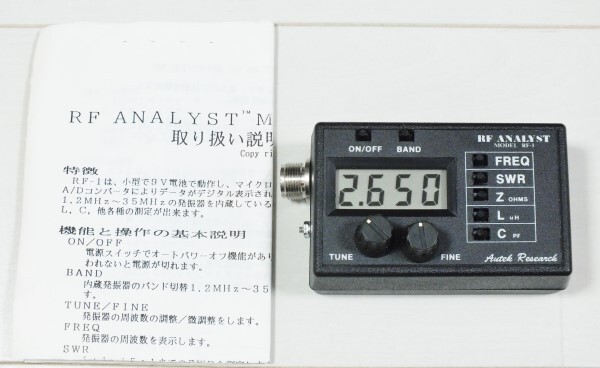 RF ANALYST™ M
取り扱い説明
Copy ri
特徴
RF-1は、小型で9V電池で動作し、マイクロ
A/Dコンバータによりデータがデジタル表示され
1.2MHz～35MHzの発振器を内蔵している
L、C、他各種の測定が出来ます。
機能と操作の基本説明
ON/OFF
電源スイッチでオートパワーオフ機能があり
われないと電源が切れます。
BAND
内蔵発振器のバンド切替1.2MHz～35
す。
TUNE/FINE
発振器の周波数の調整/微調整をします。
FREQ
発振器の周波数を表示します。
SWR
RF ANALYST
MODEL RF-1
ON/OFF BAND
2.650
FREQ
SWR
Z OHMS
L uH
C PF
TUNE FINE
Autek Research